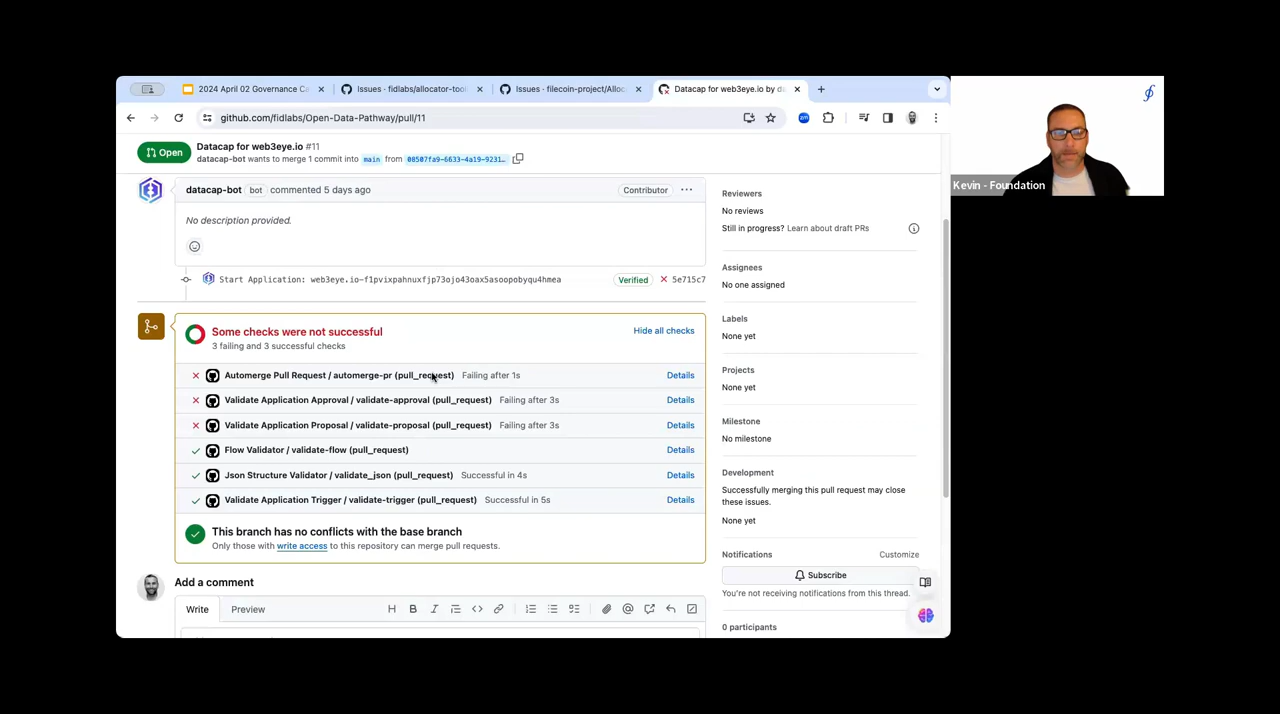 2024 April 02 Governance Ca
Issues · fidlabs/allocator-tooli
Issues · filecoin-project/Alloc
Datacap for web3eye.io by da
github.com/fidlabs/Open-Data-Pathway/pull/11
Open
Datacap for web3eye.io #11
datacap-bot wants to merge 1 commit into main from 08507fa9-6633-4a19-9231…
datacap-bot bot commented 5 days ago
Contributor
No description provided.
Start Application: web3eye.io-f1pvixpahnuxfjp73ojo43oax5asoopobyqu4hmea
Verified
5e715c7
Some checks were not successful
3 failing and 3 successful checks
Hide all checks
Automerge Pull Request / automerge-pr (pull_request) Failing after 1s Details
Validate Application Approval / validate-approval (pull_request) Failing after 3s Details
Validate Application Proposal / validate-proposal (pull_request) Failing after 3s Details
Flow Validator / validate-flow (pull_request) Details
Json Structure Validator / validate_json (pull_request) Successful in 4s Details
Validate Application Trigger / validate-trigger (pull_request) Successful in 5s Details
This branch has no conflicts with the base branch
Only those with write access to this repository can merge pull requests.
Add a comment
Write
Preview
H B I
Reviewers
No reviews
Still in progress? Learn about draft PRs
Assignees
No one assigned
Labels
None yet
Projects
None yet
Milestone
No milestone
Development
Successfully merging this pull request may close
these issues.
None yet
Notifications
Customize
Subscribe
You're not receiving notifications from this thread.
0 participants
Kevin - Foundation